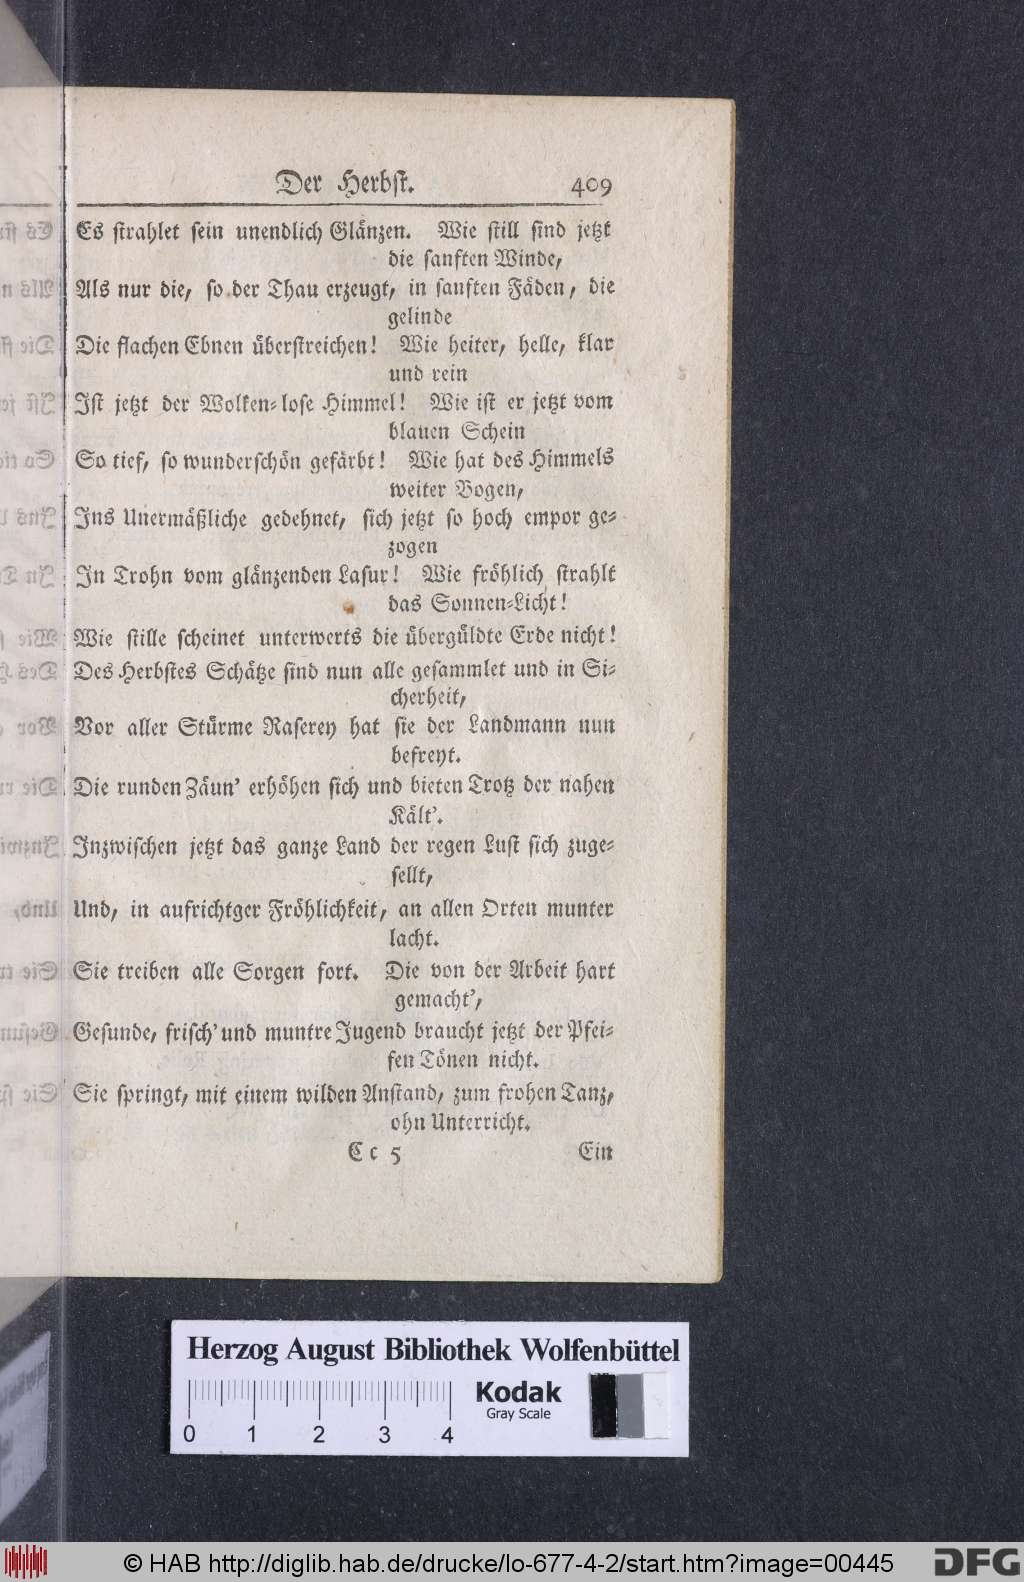 Der Herbst. 409
Es strahlet sein unendlich Glänzen. Wie still sind jetzt
die sanften Winde,
Als nur die, so der Thau erzeugt, in sanften Fäden, die
gelinde
Die flachen Ebnen überstreichen! Wie heiter, helle, klar
und rein
Ist jetzt der Wolken-lose Himmel! Wie ist er jetzt vom
blauen Schein
So tief, so wunderschön gefärbt! Wie hat des Himmels
weiter Bogen,
Ins Unermäßliche gedehnet, sich jetzt so hoch empor ge-
zogen
In Trohn vom glänzenden Lasur! Wie fröhlich strahlt
das Sonnen-Licht!
Wie stille scheinet unterwerts die übergüldte Erde nicht!
Des Herbstes Schätze sind nun alle gesammlet und in Si-
cherheit,
Vor aller Stürme Raserey hat sie der Landmann nun
befreyt.
Die runden Zäun' erhöhen sich und bieten Trotz der nahen
Kält'.
Inzwischen jetzt das ganze Land der regen Lust sich zuge-
sellt,
Und, in aufrichtger Fröhlichkeit, an allen Orten munter
lacht.
Sie treiben alle Sorgen fort. Die von der Arbeit hart
gemacht',
Gesunde, frisch' und muntre Jugend braucht jetzt der Pfei-
fen Tönen nicht.
Sie springt, mit einem wilden Anstand, zum frohen Tanz,
ohn Unterricht.
C c 5 Ein
Herzog August Bibliothek Wolfenbüttel
Kodak
Gray Scale
0 1 2 3 4
© HAB http://diglib.hab.de/drucke/lo-677-4-2/start.htm?image=00445
DFG